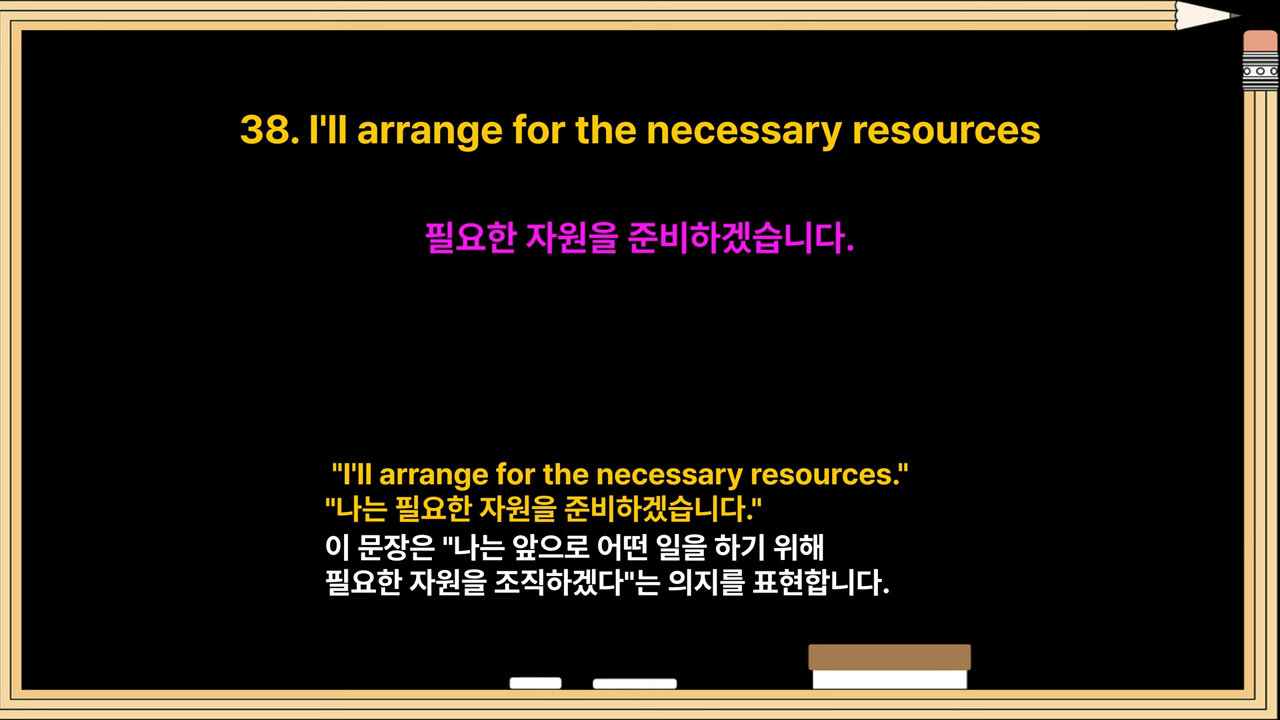 38. I'll arrange for the necessary resources
필요한 자원을 준비하겠습니다.
"I'll arrange for the necessary resources."
"나는 필요한 자원을 준비하겠습니다."
이 문장은 "나는 앞으로 어떤 일을 하기 위해
필요한 자원을 조직하겠다"는 의지를 표현합니다.